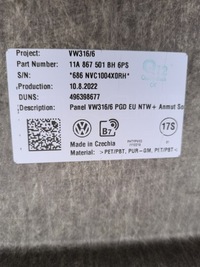 Project: VW316/6
Part Number: 11A 867 501 BH 6PS
S/N: *686 NVC1004XDRH*
Production: 10.8.2022
DUNS: 496398677
Description: Panel VW316/6 PGD EU NTW+ Anmut So
B7
17S
Made in Czechia
>PET/PBT, PUR-GM, PET/PBT<